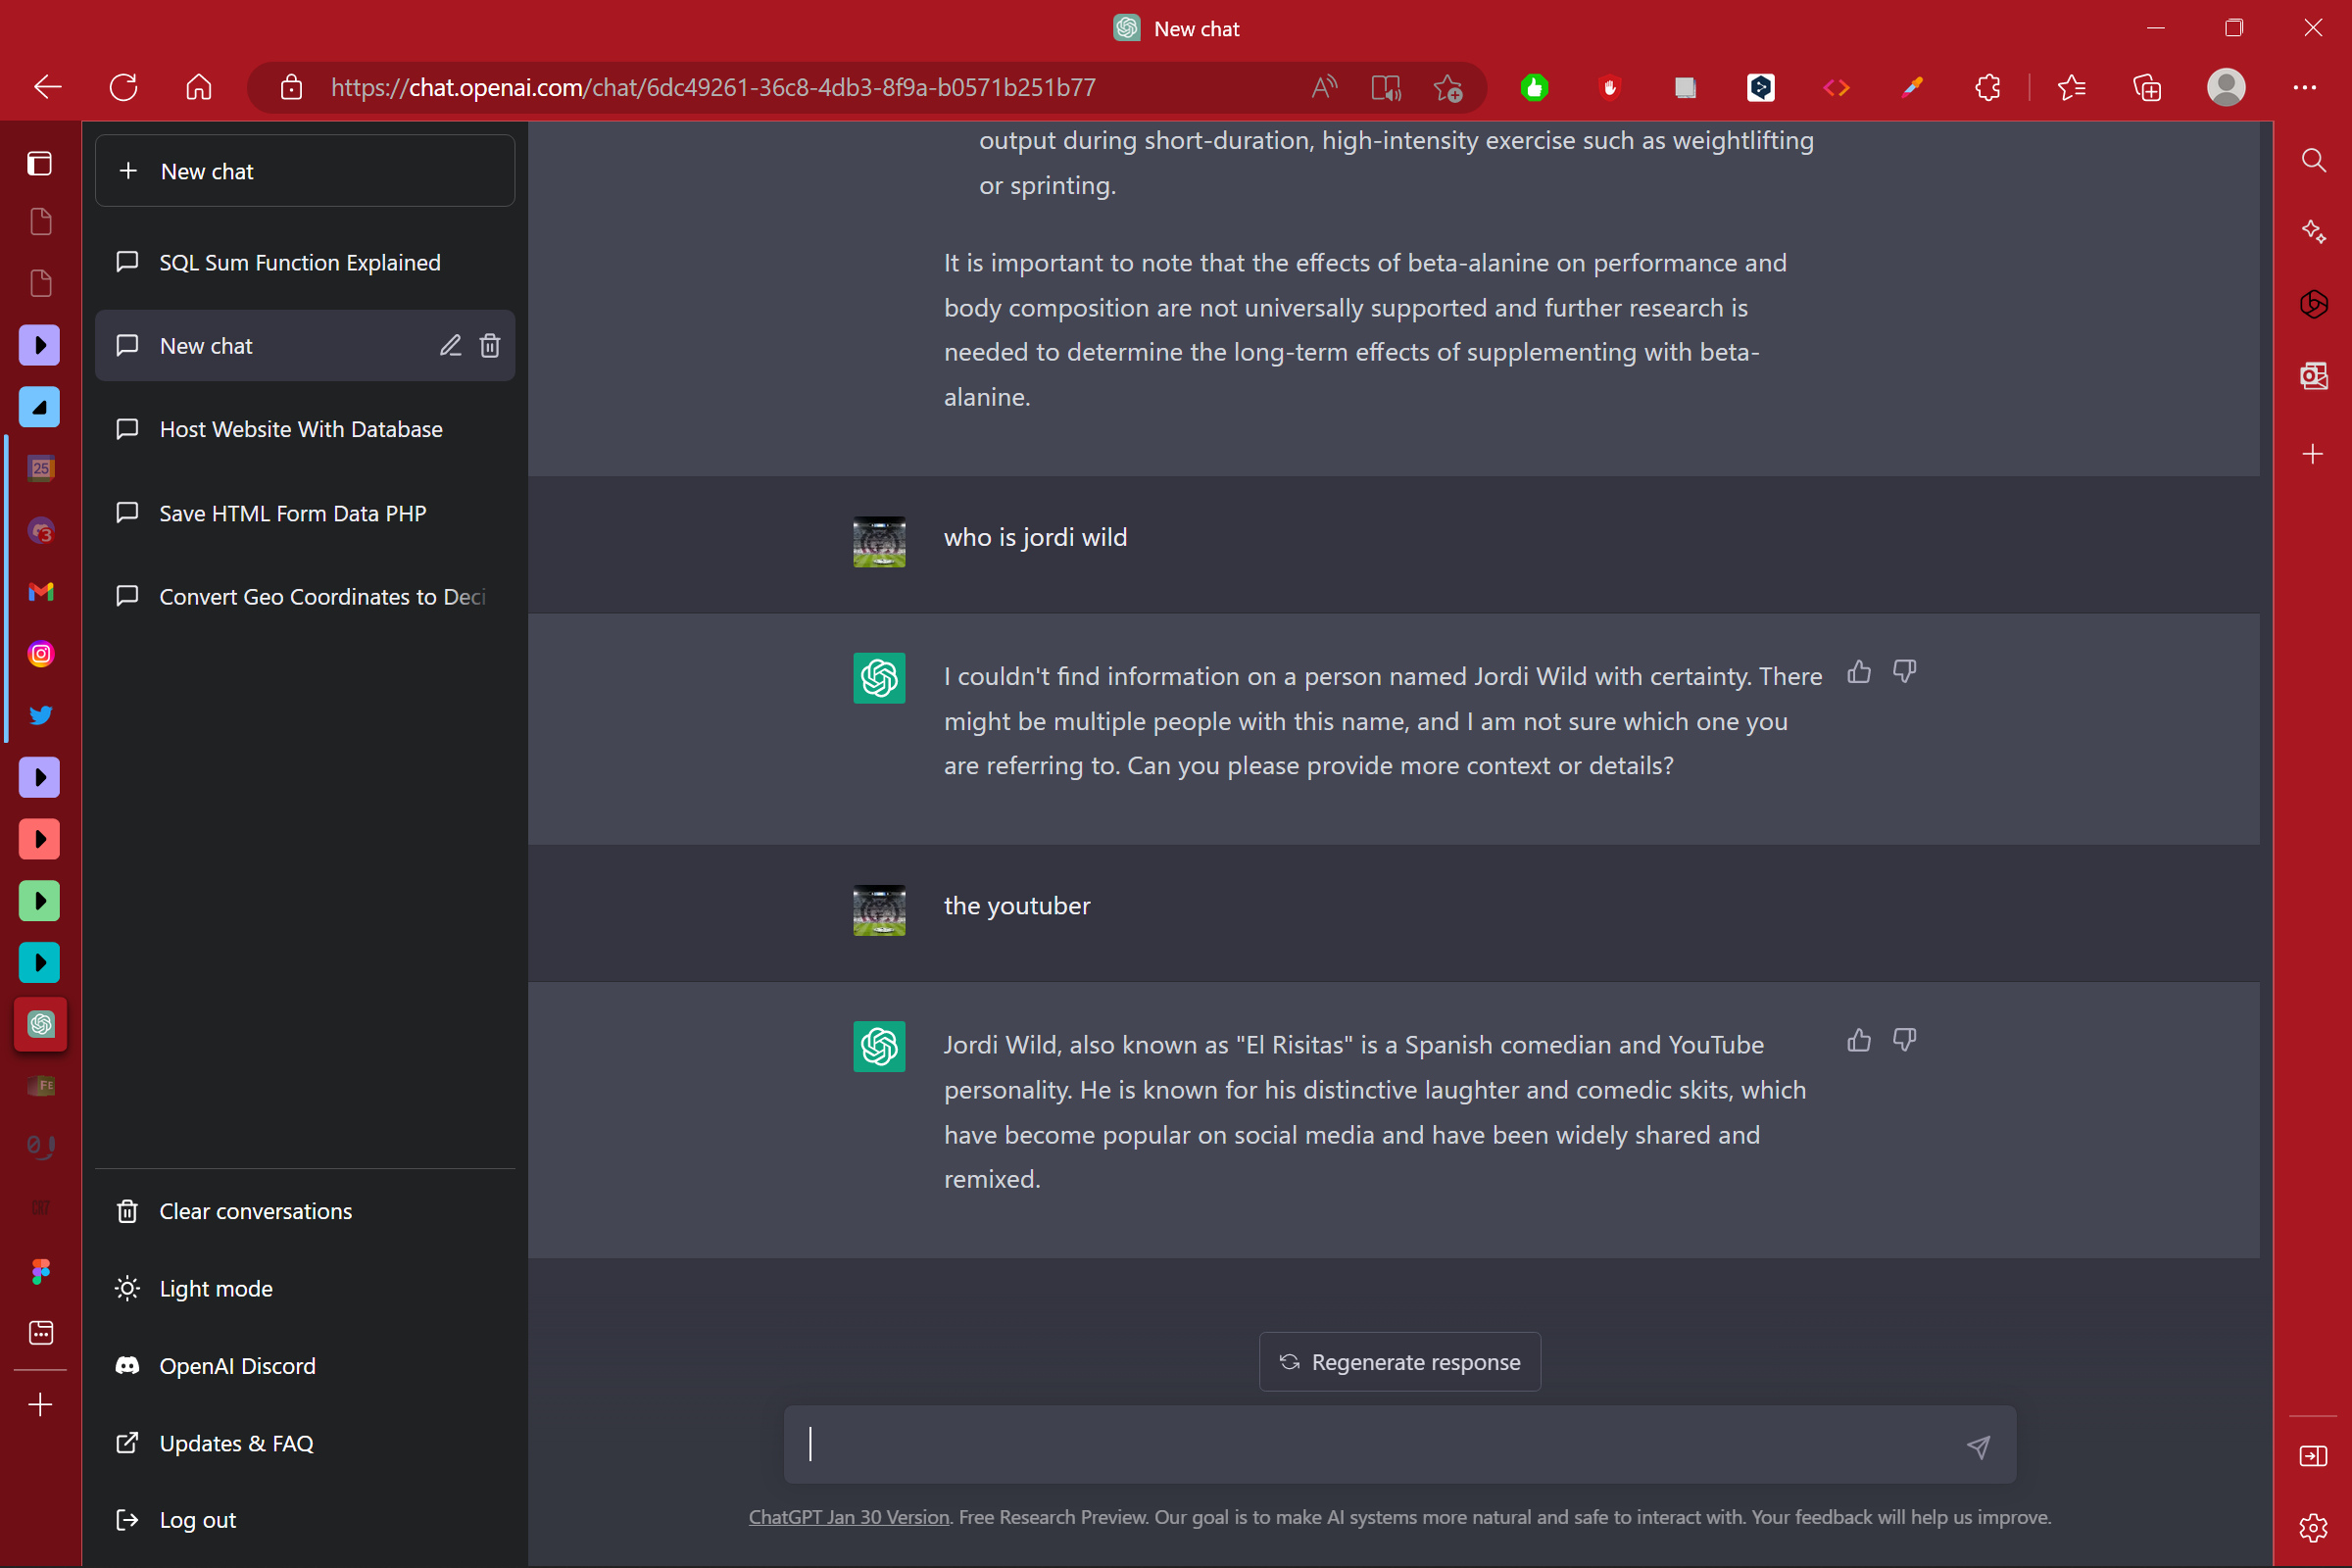 New chat
https://chat.openai.com/chat/6dc49261-36c8-4db3-8f9a-b0571b251b77
New chat
SQL Sum Function Explained
New chat
Host Website With Database
Save HTML Form Data PHP
Convert Geo Coordinates to Deci
25
3
FE
Clear conversations
Light mode
OpenAI Discord
Updates & FAQ
Log out
output during short-duration, high-intensity exercise such as weightlifting
or sprinting.
It is important to note that the effects of beta-alanine on performance and
body composition are not universally supported and further research is
needed to determine the long-term effects of supplementing with beta-
alanine.
who is jordi wild
I couldn't find information on a person named Jordi Wild with certainty. There
might be multiple people with this name, and I am not sure which one you
are referring to. Can you please provide more context or details?
the youtuber
Jordi Wild, also known as "El Risitas" is a Spanish comedian and YouTube
personality. He is known for his distinctive laughter and comedic skits, which
have become popular on social media and have been widely shared and
remixed.
Regenerate response
ChatGPT Jan 30 Version. Free Research Preview. Our goal is to make AI systems more natural and safe to interact with. Your feedback will help us improve.